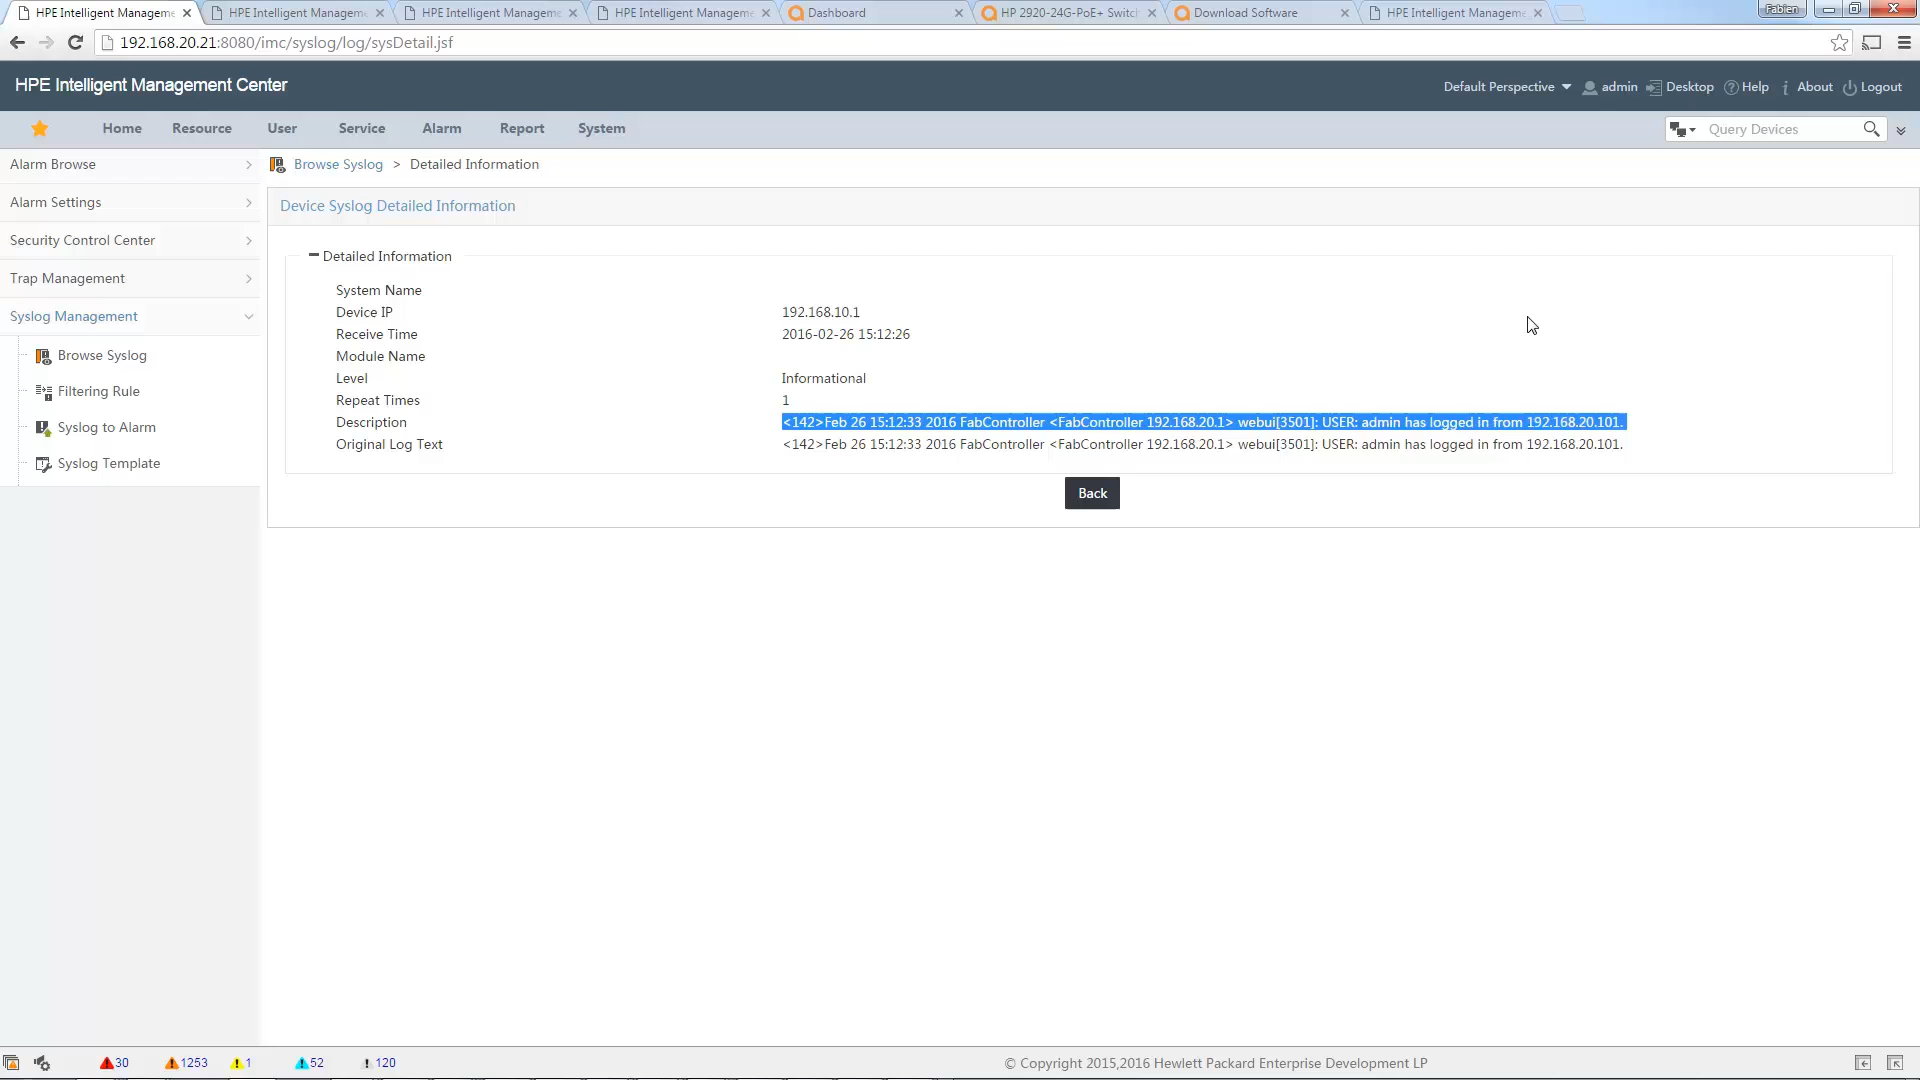 HPE Intelligent Manageme
HPE Intelligent Manageme
HPE Intelligent Manageme
HPE Intelligent Manageme
Dashboard
HP 2920-24G-PoE+ Switch
Download Software
HPE Intelligent Manageme
Fabien
192.168.20.21:8080/imc/syslog/log/sysDetail.jsf
HPE Intelligent Management Center
Default Perspective
admin
Desktop
Help
About
Logout
Home
Resource
User
Service
Alarm
Report
System
Query Devices
Alarm Browse
Alarm Settings
Security Control Center
Trap Management
Syslog Management
Browse Syslog
Filtering Rule
Syslog to Alarm
Syslog Template
Browse Syslog > Detailed Information
Device Syslog Detailed Information
Detailed Information
System Name
Device IP 192.168.10.1
Receive Time 2016-02-26 15:12:26
Module Name
Level Informational
Repeat Times 1
Description <142>Feb 26 15:12:33 2016 FabController <FabController 192.168.20.1> webui[3501]: USER: admin has logged in from 192.168.20.101.
Original Log Text <142>Feb 26 15:12:33 2016 FabController <FabController 192.168.20.1> webui[3501]: USER: admin has logged in from 192.168.20.101.
Back
30
1253
1
52
120
© Copyright 2015,2016 Hewlett Packard Enterprise Development LP